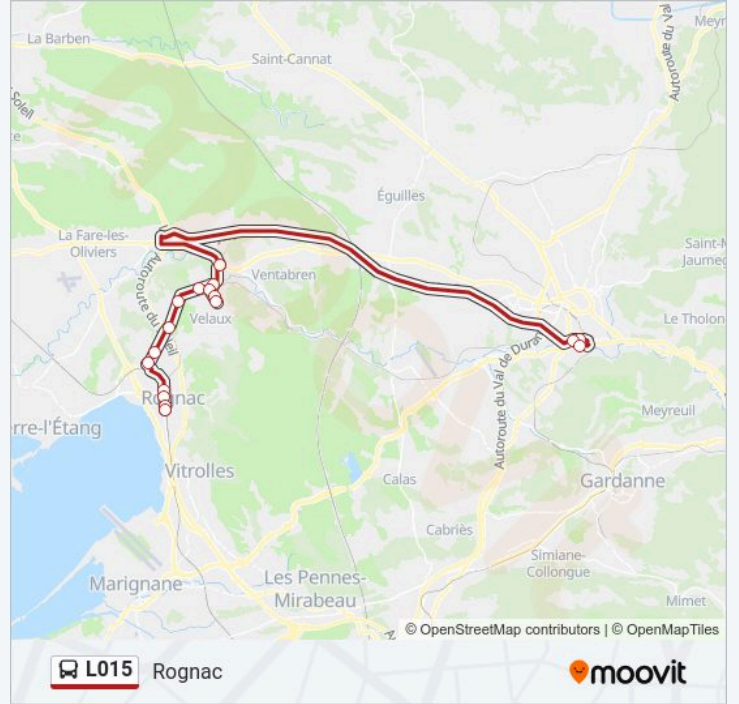 La Barben
Meyr
Saint-Cannat
Autoroute du Val
Soleil
e
Éguilles
La Fare-les-
Oliviers
Saint-M
Jaumeg
Ventabren
Autoroute du Soleil
Velaux
Le Tholon
Autoroute du Val de Durat
Rognac
Meyreuil
erre-l'Étang
Vitrolles
Calas
Gardanne
Cabriès
Simiane-
Collongue
Marignane
Les Pennes-
Mirabeau
Mimet
A
© OpenStreetMap contributors | © OpenMapTiles
L015 Rognac
moovit